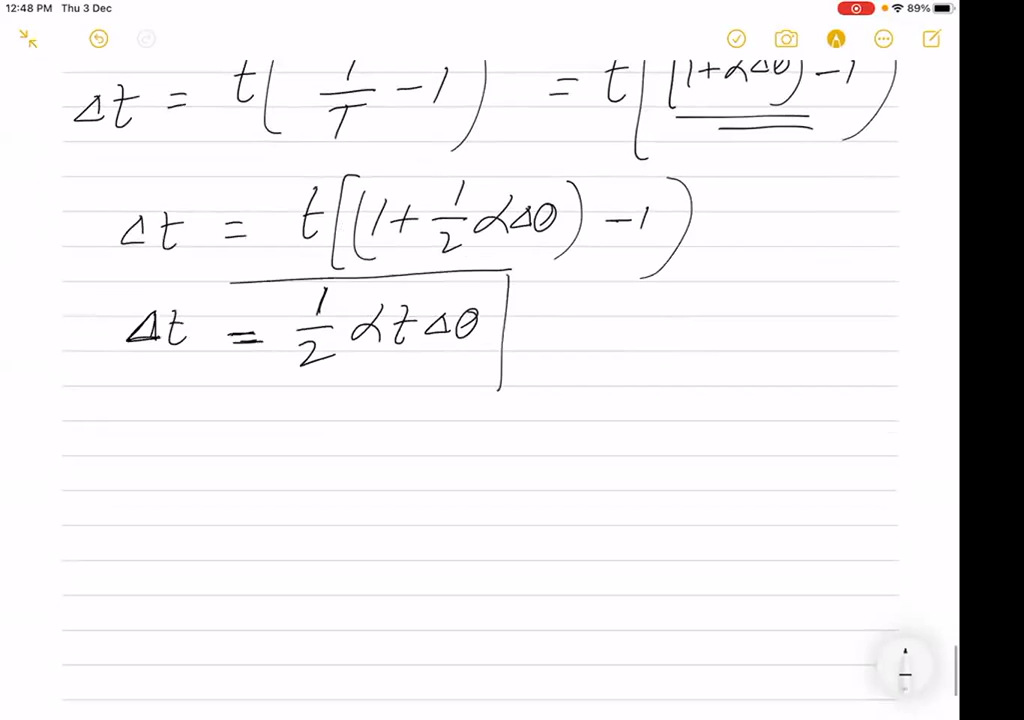 12:48 PM Thu 3 Dec 89%
Δt = t( 1/T - 1 ) = t( (1+αΔθ) - 1 )
Δt = t[(1 + 1/2 αΔθ) - 1)
Δt = 1/2 αtΔθ